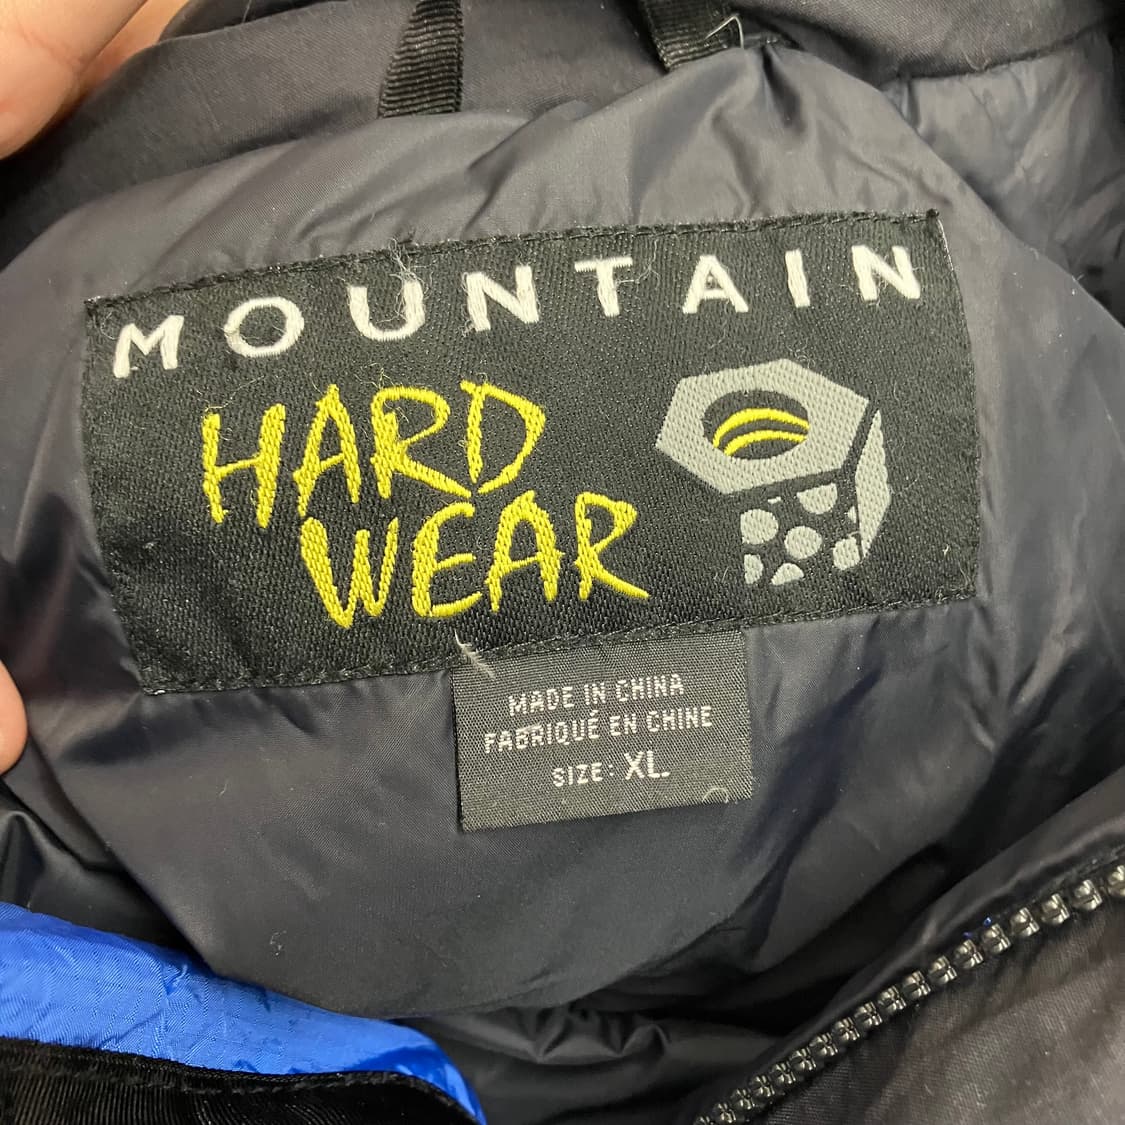 MOUNTAIN
HARD
WEAR
MADE IN CHINA
FABRIQUÉ EN CHINE
SIZE: XL